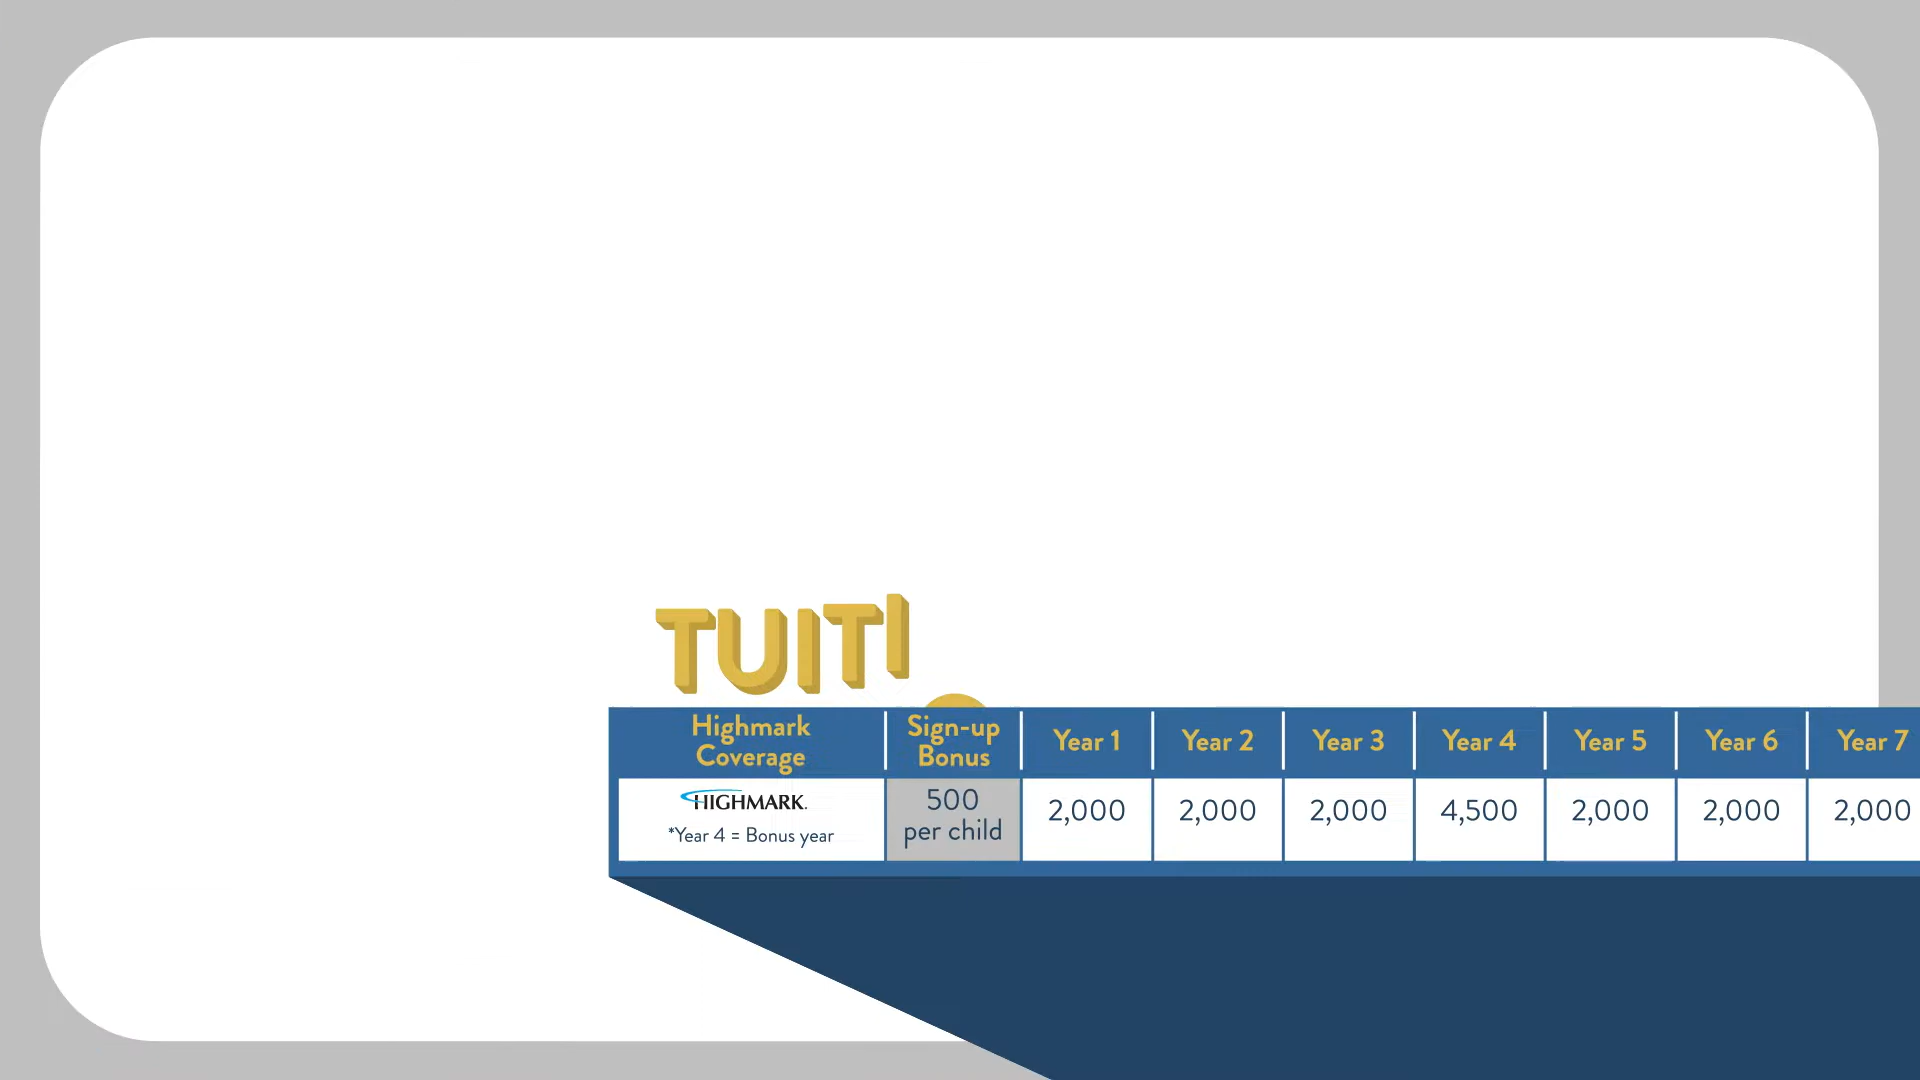 TUITI
Highmark Coverage
Sign-up Bonus
Year 1
Year 2
Year 3
Year 4
Year 5
Year 6
Year 7
HIGHMARK.
*Year 4 = Bonus year
500
per child
2,000
2,000
2,000
4,500
2,000
2,000
2,000